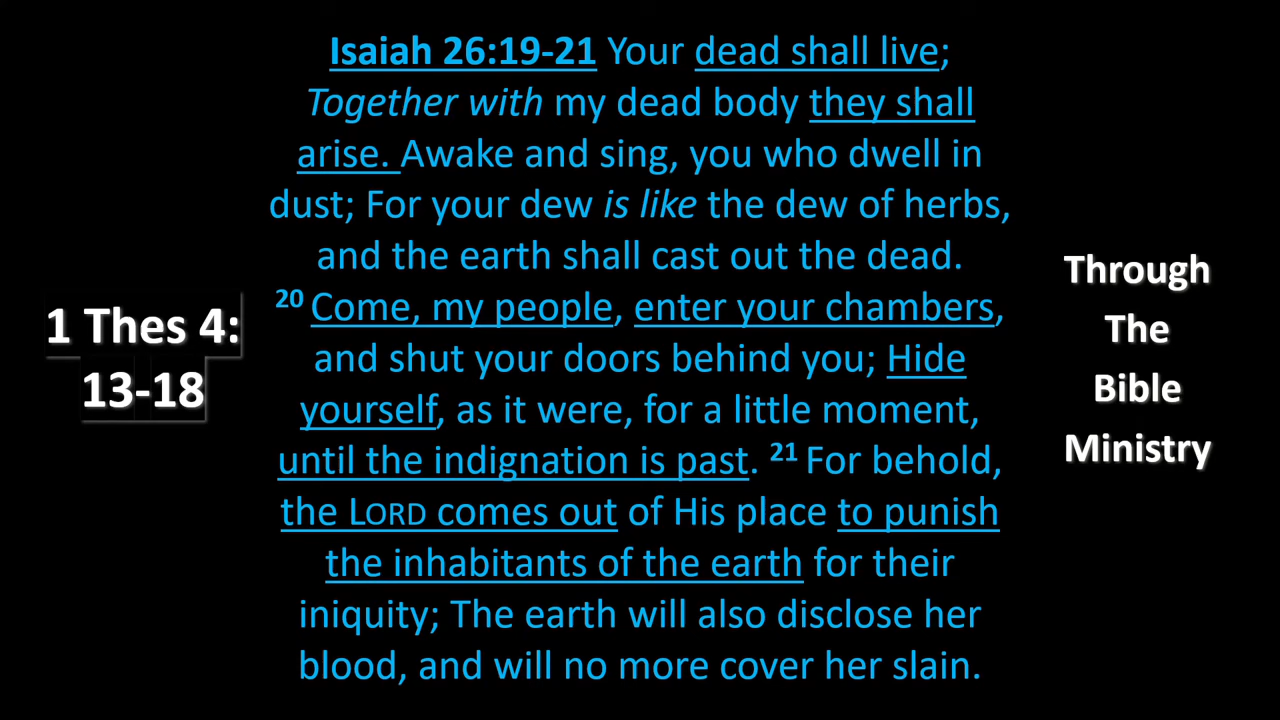 1 Thes 4:
13-18
Isaiah 26:19-21 Your dead shall live;
Together with my dead body they shall
arise. Awake and sing, you who dwell in
dust; For your dew is like the dew of herbs,
and the earth shall cast out the dead.
20 Come, my people, enter your chambers,
and shut your doors behind you; Hide
yourself, as it were, for a little moment,
until the indignation is past. 21 For behold,
the LORD comes out of His place to punish
the inhabitants of the earth for their
iniquity; The earth will also disclose her
blood, and will no more cover her slain.
Through
The
Bible
Ministry